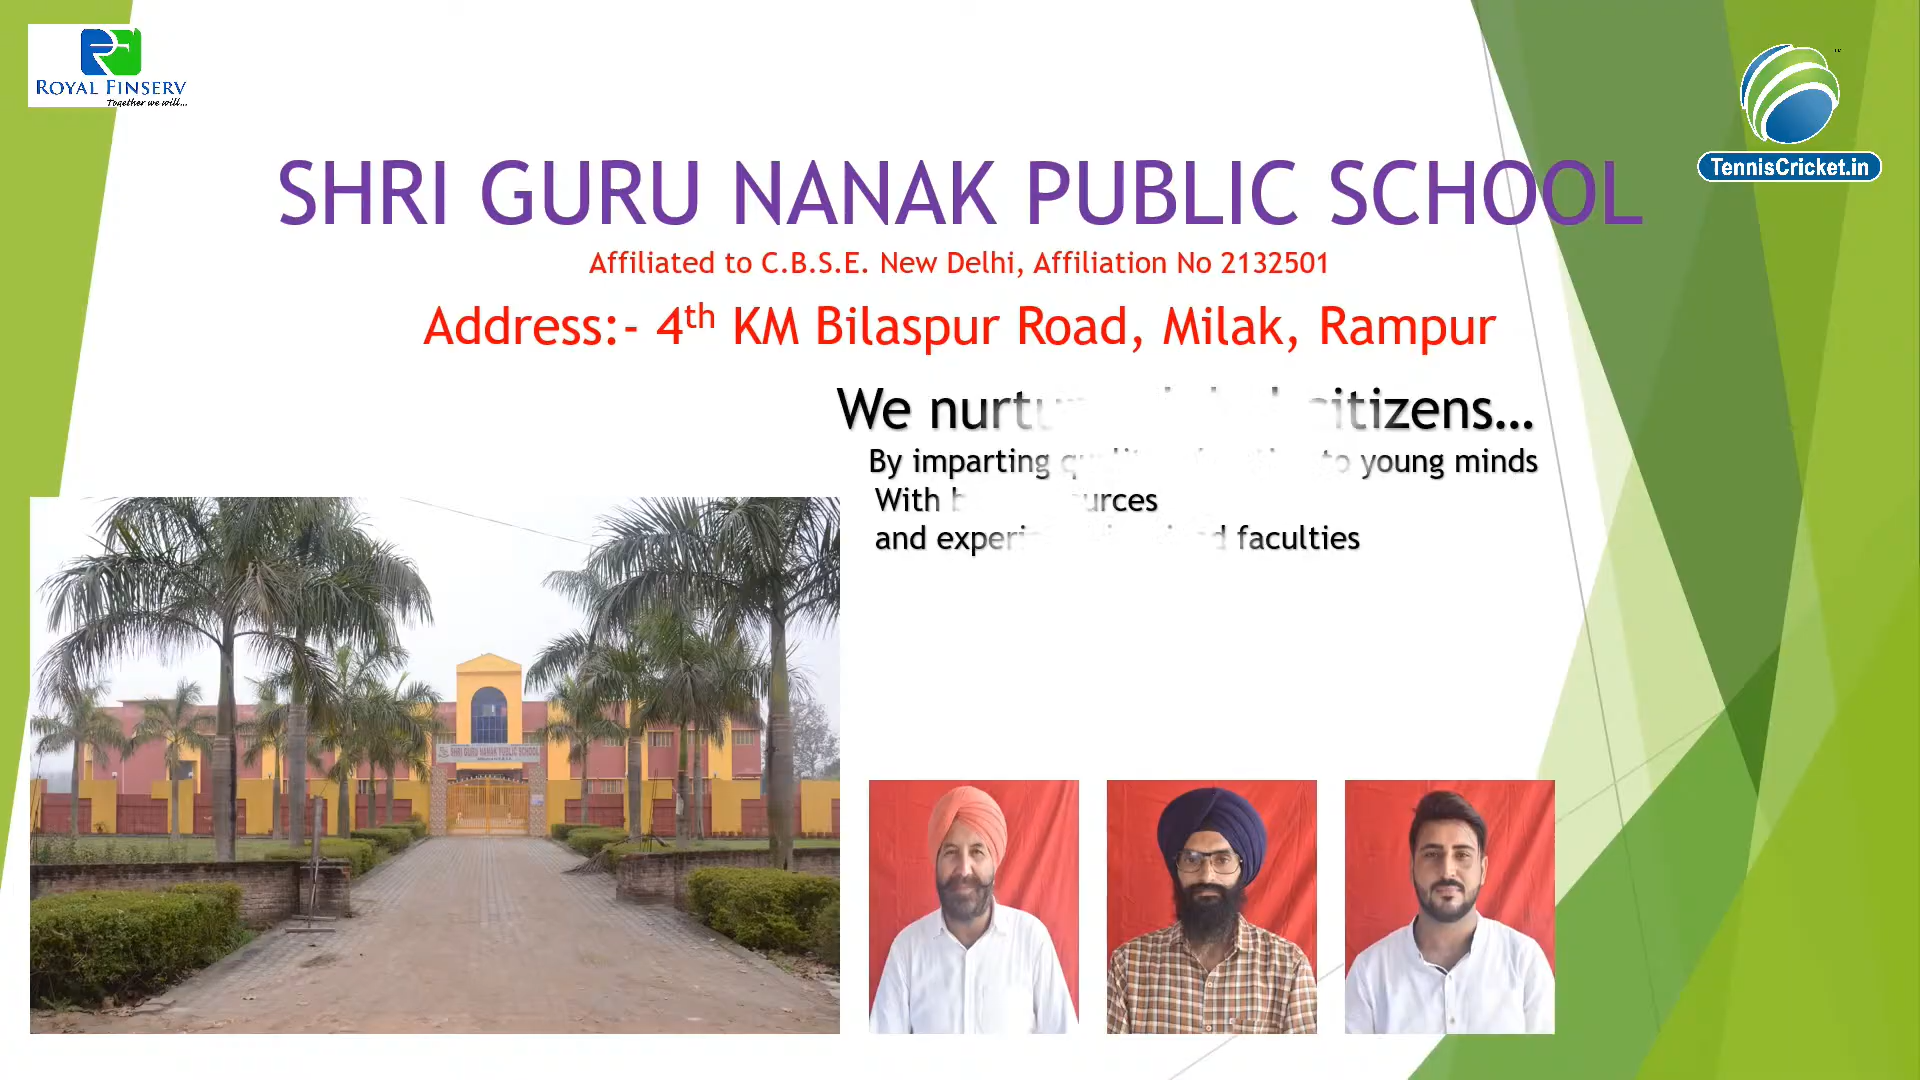 ROYAL FINSERV
Together we will...
TennisCricket.in
SHRI GURU NANAK PUBLIC SCHOOL
Affiliated to C.B.S.E. New Delhi, Affiliation No 2132501
Address:- 4th KM Bilaspur Road, Milak, Rampur
We citizens...
By imparting to young minds
With
and faculties
SHRI GURU NANAK PUBLIC SCHOOL